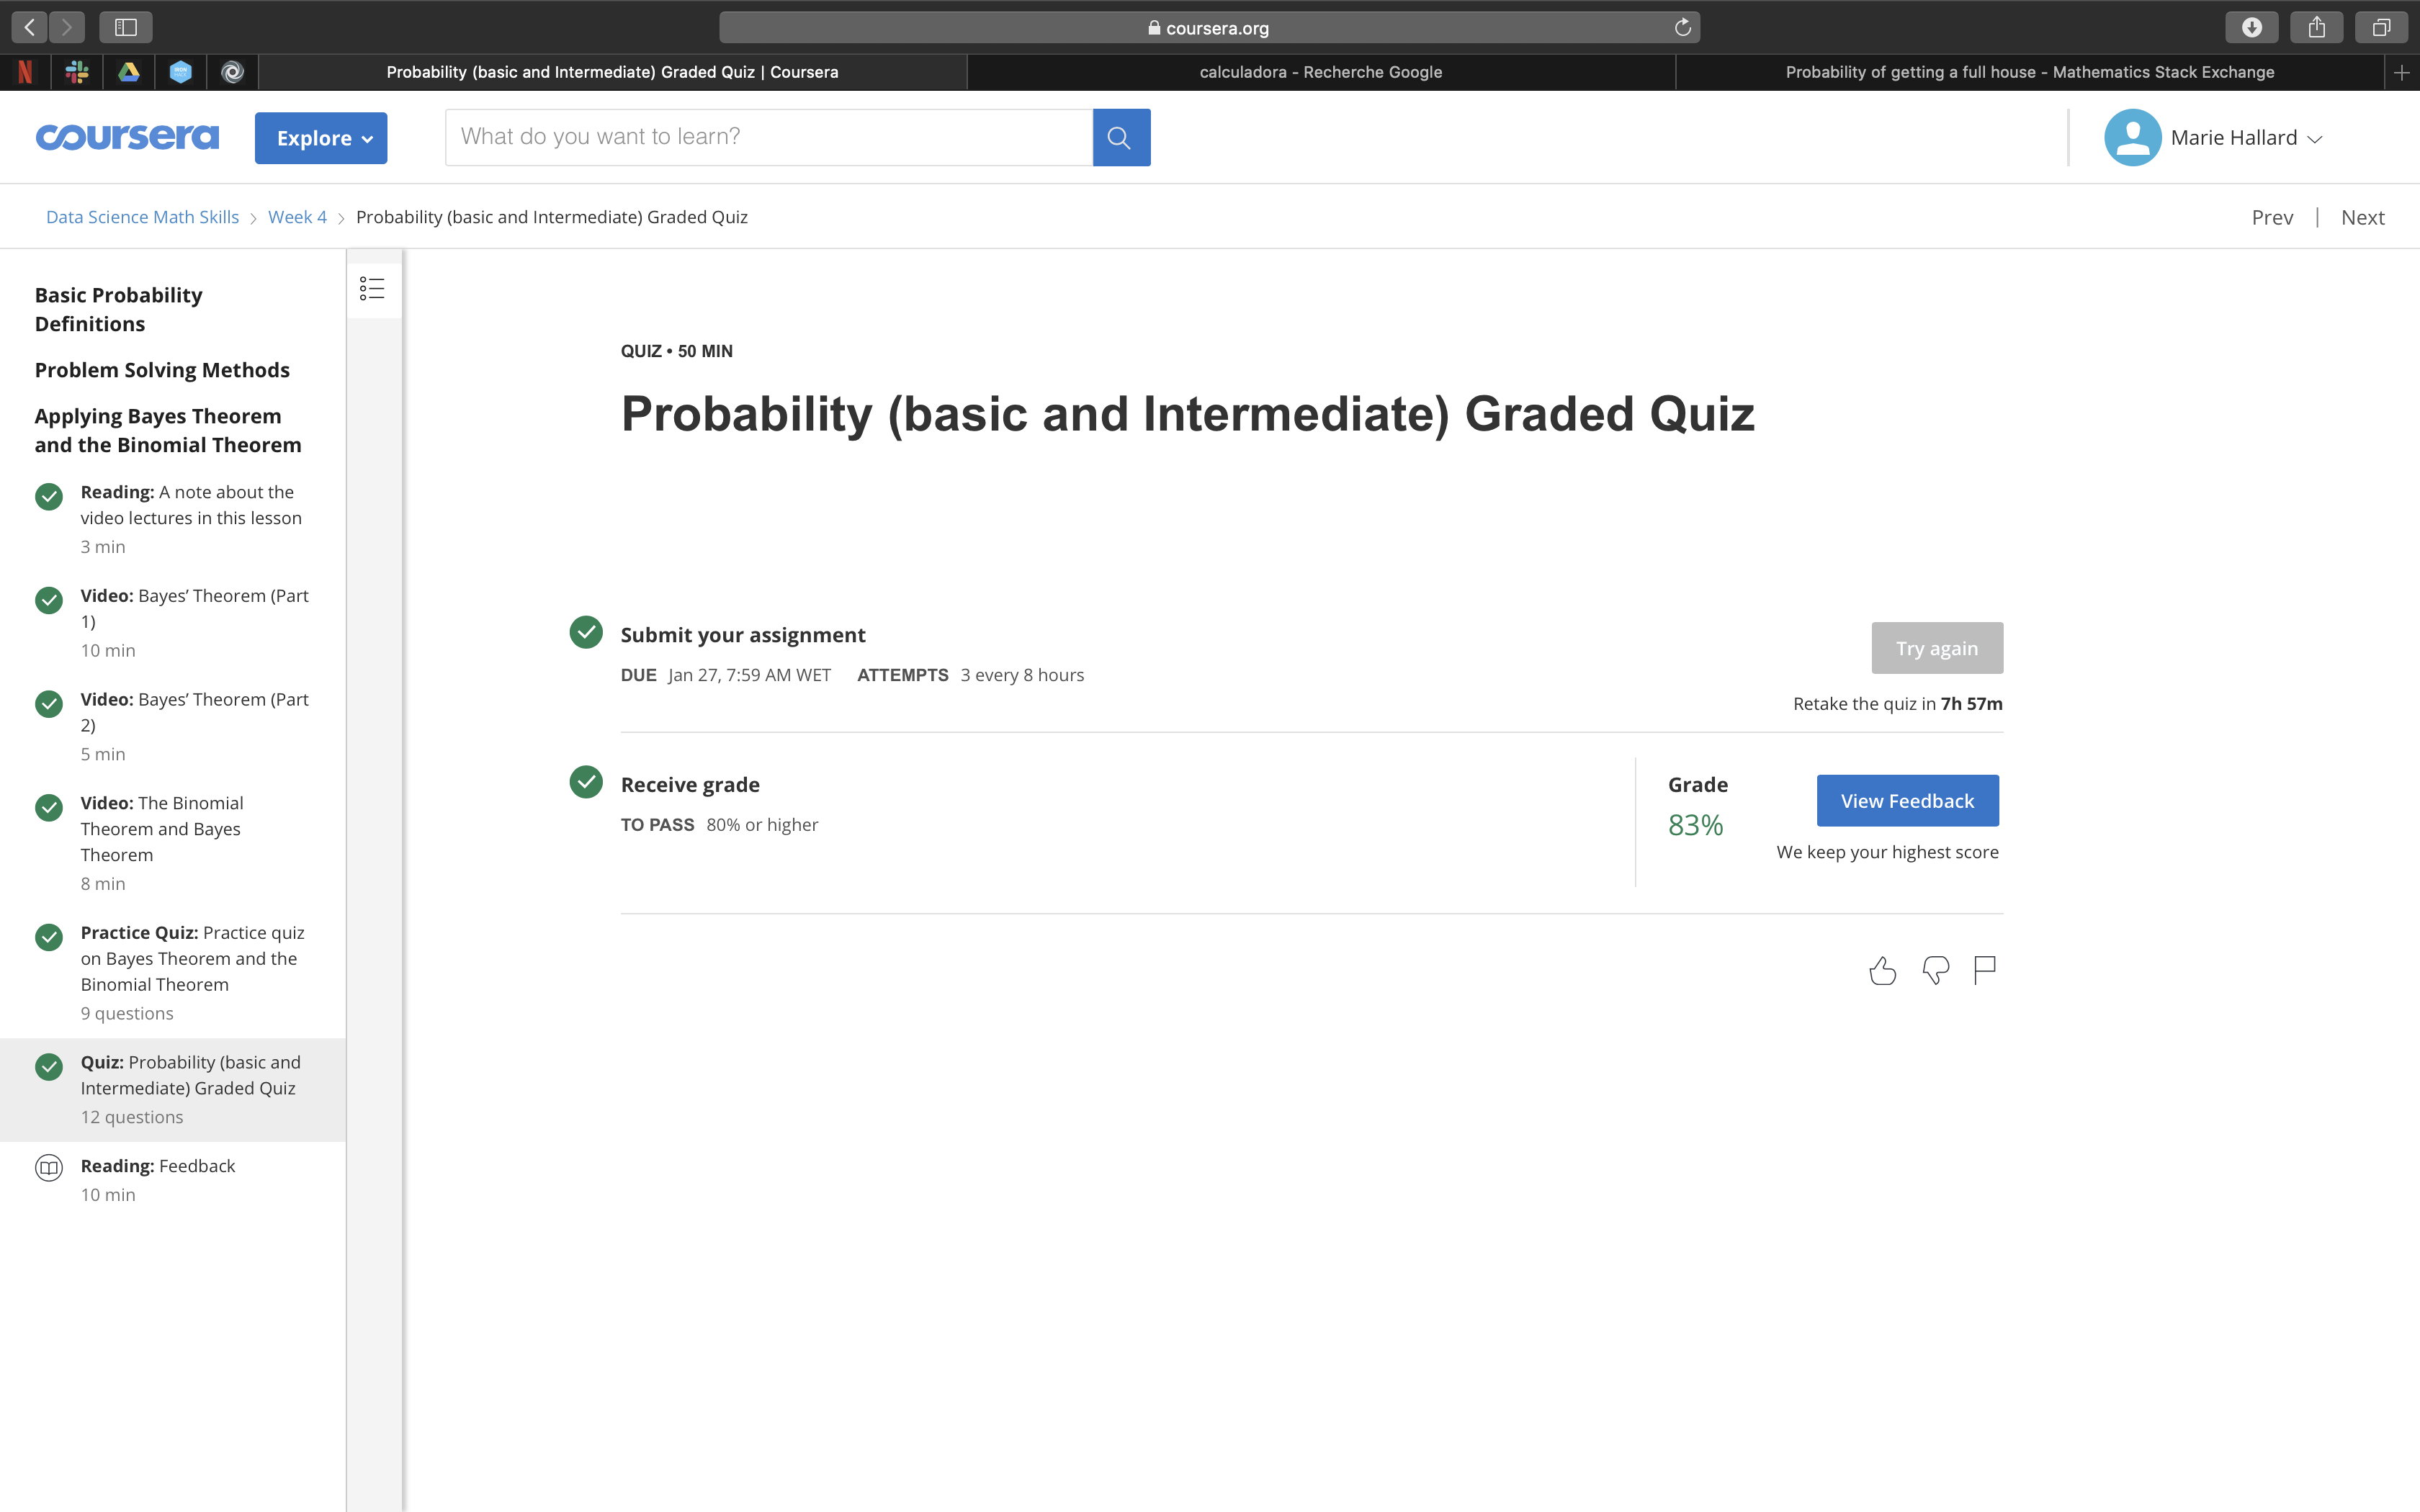 coursera.org
Probability (basic and Intermediate) Graded Quiz | Coursera
calculadora - Recherche Google
Probability of getting a full house - Mathematics Stack Exchange
coursera
Explore
What do you want to learn?
Marie Hallard
Data Science Math Skills > Week 4 > Probability (basic and Intermediate) Graded Quiz
Prev | Next
Basic Probability
Definitions
Problem Solving Methods
Applying Bayes Theorem
and the Binomial Theorem
Reading: A note about the
video lectures in this lesson
3 min
Video: Bayes’ Theorem (Part
1)
10 min
Video: Bayes’ Theorem (Part
2)
5 min
Video: The Binomial
Theorem and Bayes
Theorem
8 min
Practice Quiz: Practice quiz
on Bayes Theorem and the
Binomial Theorem
9 questions
Quiz: Probability (basic and
Intermediate) Graded Quiz
12 questions
Reading: Feedback
10 min
QUIZ • 50 MIN
Probability (basic and Intermediate) Graded Quiz
Submit your assignment
DUE Jan 27, 7:59 AM WET ATTEMPTS 3 every 8 hours
Try again
Retake the quiz in 7h 57m
Receive grade
TO PASS 80% or higher
Grade
83%
View Feedback
We keep your highest score